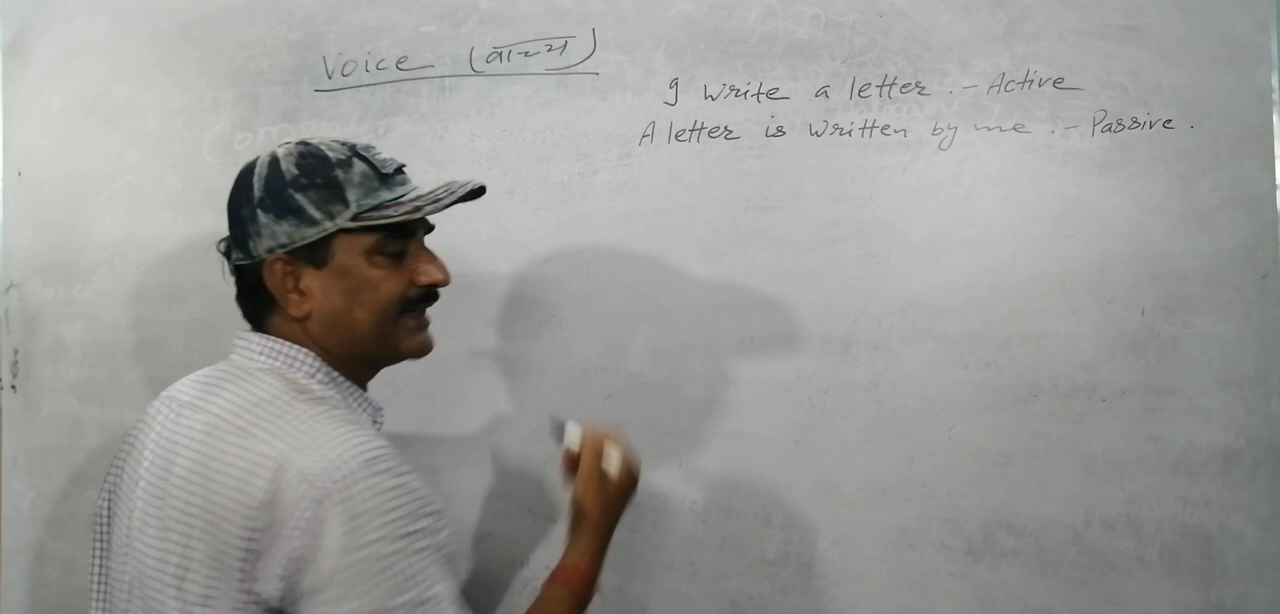 Voice (वाच्य)
I write a letter. - Active
A letter is written by me. - Passive.